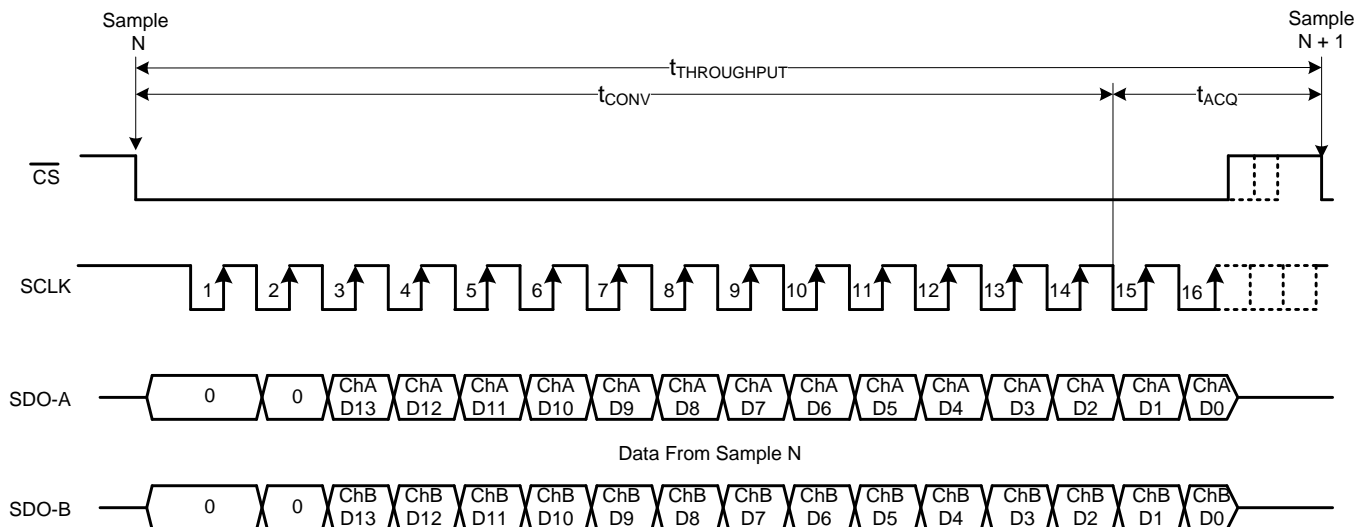 Sample
N
Sample
N + 1
tTHROUGHPUT
tCONV
tACQ
CS
SCLK
1 2 3 4 5 6 7 8 9 10 11 12 13 14 15 16
SDO-A
0 0 ChA ChA ChA ChA ChA ChA ChA ChA ChA ChA ChA ChA ChA ChA
D13 D12 D11 D10 D9 D8 D7 D6 D5 D4 D3 D2 D1 D0
Data From Sample N
SDO-B
0 0 ChB ChB ChB ChB ChB ChB ChB ChB ChB ChB ChB ChB ChB ChB
D13 D12 D11 D10 D9 D8 D7 D6 D5 D4 D3 D2 D1 D0